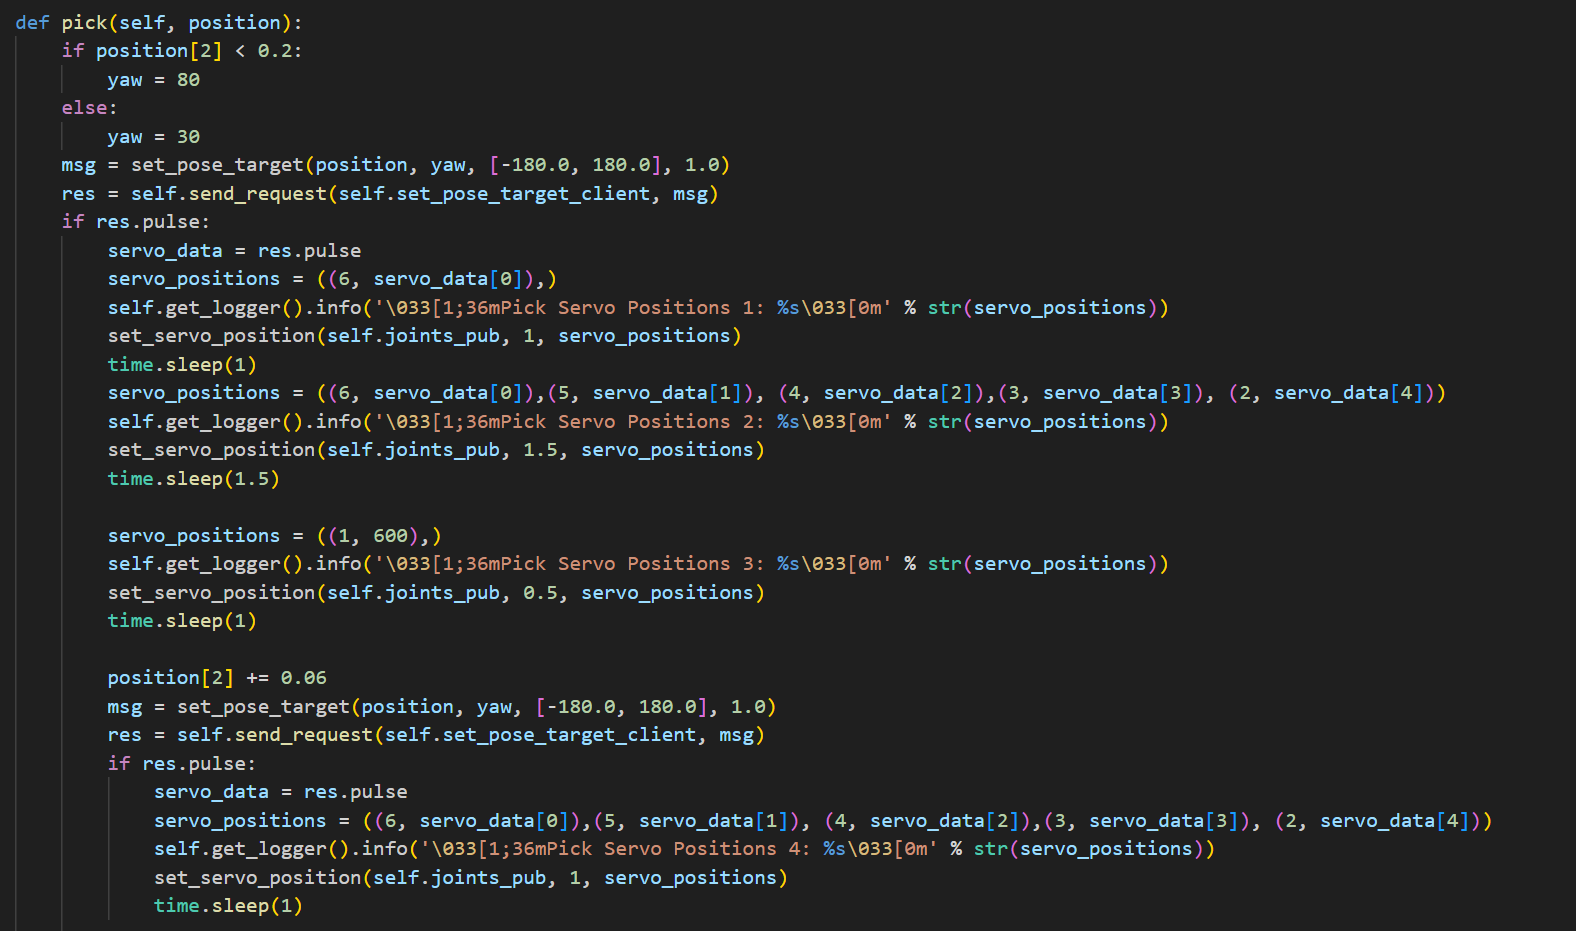 def pick(self, position):
    if position[2] < 0.2:
        yaw = 80
    else:
        yaw = 30
    msg = set_pose_target(position, yaw, [-180.0, 180.0], 1.0)
    res = self.send_request(self.set_pose_target_client, msg)
    if res.pulse:
        servo_data = res.pulse
        servo_positions = ((6, servo_data[0]),)
        self.get_logger().info('\033[1;36mPick Servo Positions 1: %s\033[0m' % str(servo_positions))
        set_servo_position(self.joints_pub, 1, servo_positions)
        time.sleep(1)
        servo_positions = ((6, servo_data[0]),(5, servo_data[1]), (4, servo_data[2]),(3, servo_data[3]), (2, servo_data[4]))
        self.get_logger().info('\033[1;36mPick Servo Positions 2: %s\033[0m' % str(servo_positions))
        set_servo_position(self.joints_pub, 1.5, servo_positions)
        time.sleep(1.5)

        servo_positions = ((1, 600),)
        self.get_logger().info('\033[1;36mPick Servo Positions 3: %s\033[0m' % str(servo_positions))
        set_servo_position(self.joints_pub, 0.5, servo_positions)
        time.sleep(1)

        position[2] += 0.06
        msg = set_pose_target(position, yaw, [-180.0, 180.0], 1.0)
        res = self.send_request(self.set_pose_target_client, msg)
        if res.pulse:
            servo_data = res.pulse
            servo_positions = ((6, servo_data[0]),(5, servo_data[1]), (4, servo_data[2]),(3, servo_data[3]), (2, servo_data[4]))
            self.get_logger().info('\033[1;36mPick Servo Positions 4: %s\033[0m' % str(servo_positions))
            set_servo_position(self.joints_pub, 1, servo_positions)
            time.sleep(1)